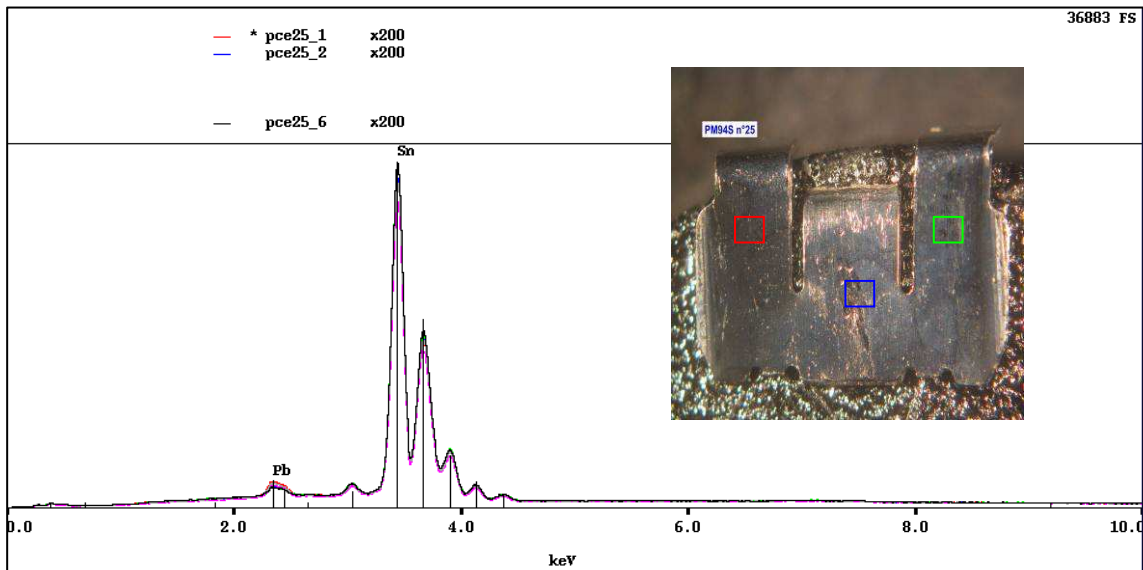 36883 FS
* pce25_1 x200
pce25_2 x200
pce25_6 x200
PM94S n°25
Sn
Pb
0.0 2.0 4.0 6.0 8.0 10.0
keV